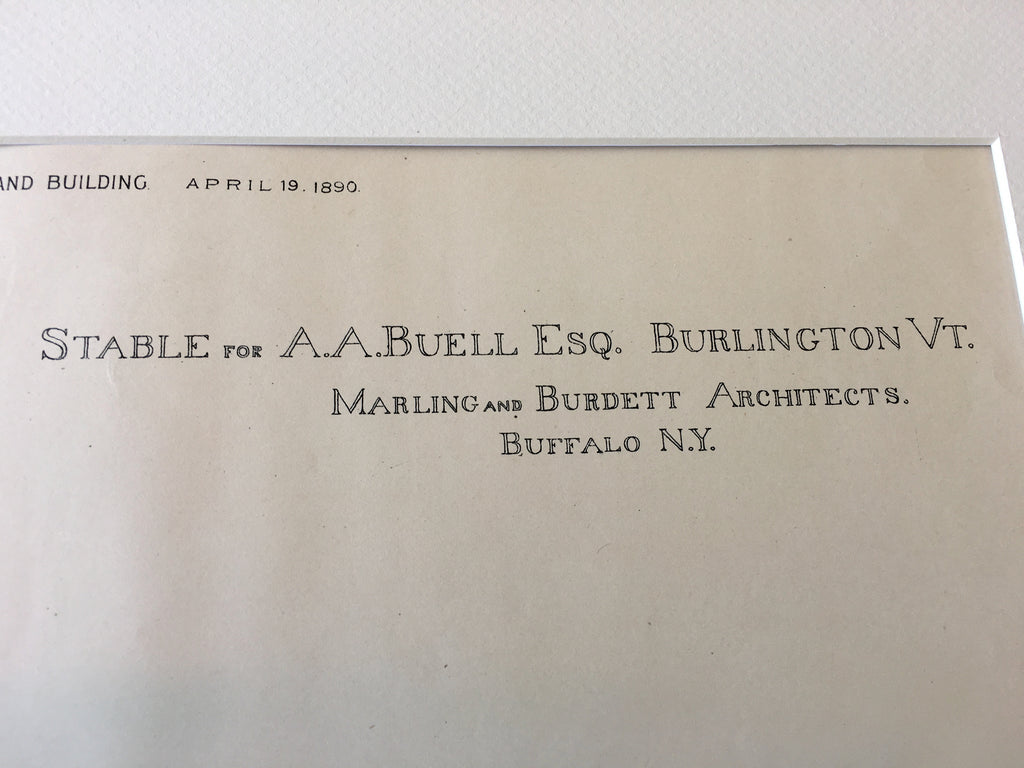 AND BUILDING. APRIL 19. 1890.
STABLE FOR A.A.BUELL ESQ. BURLINGTON VT.
MARLING AND BURDETT ARCHITECTS.
BUFFALO N.Y.